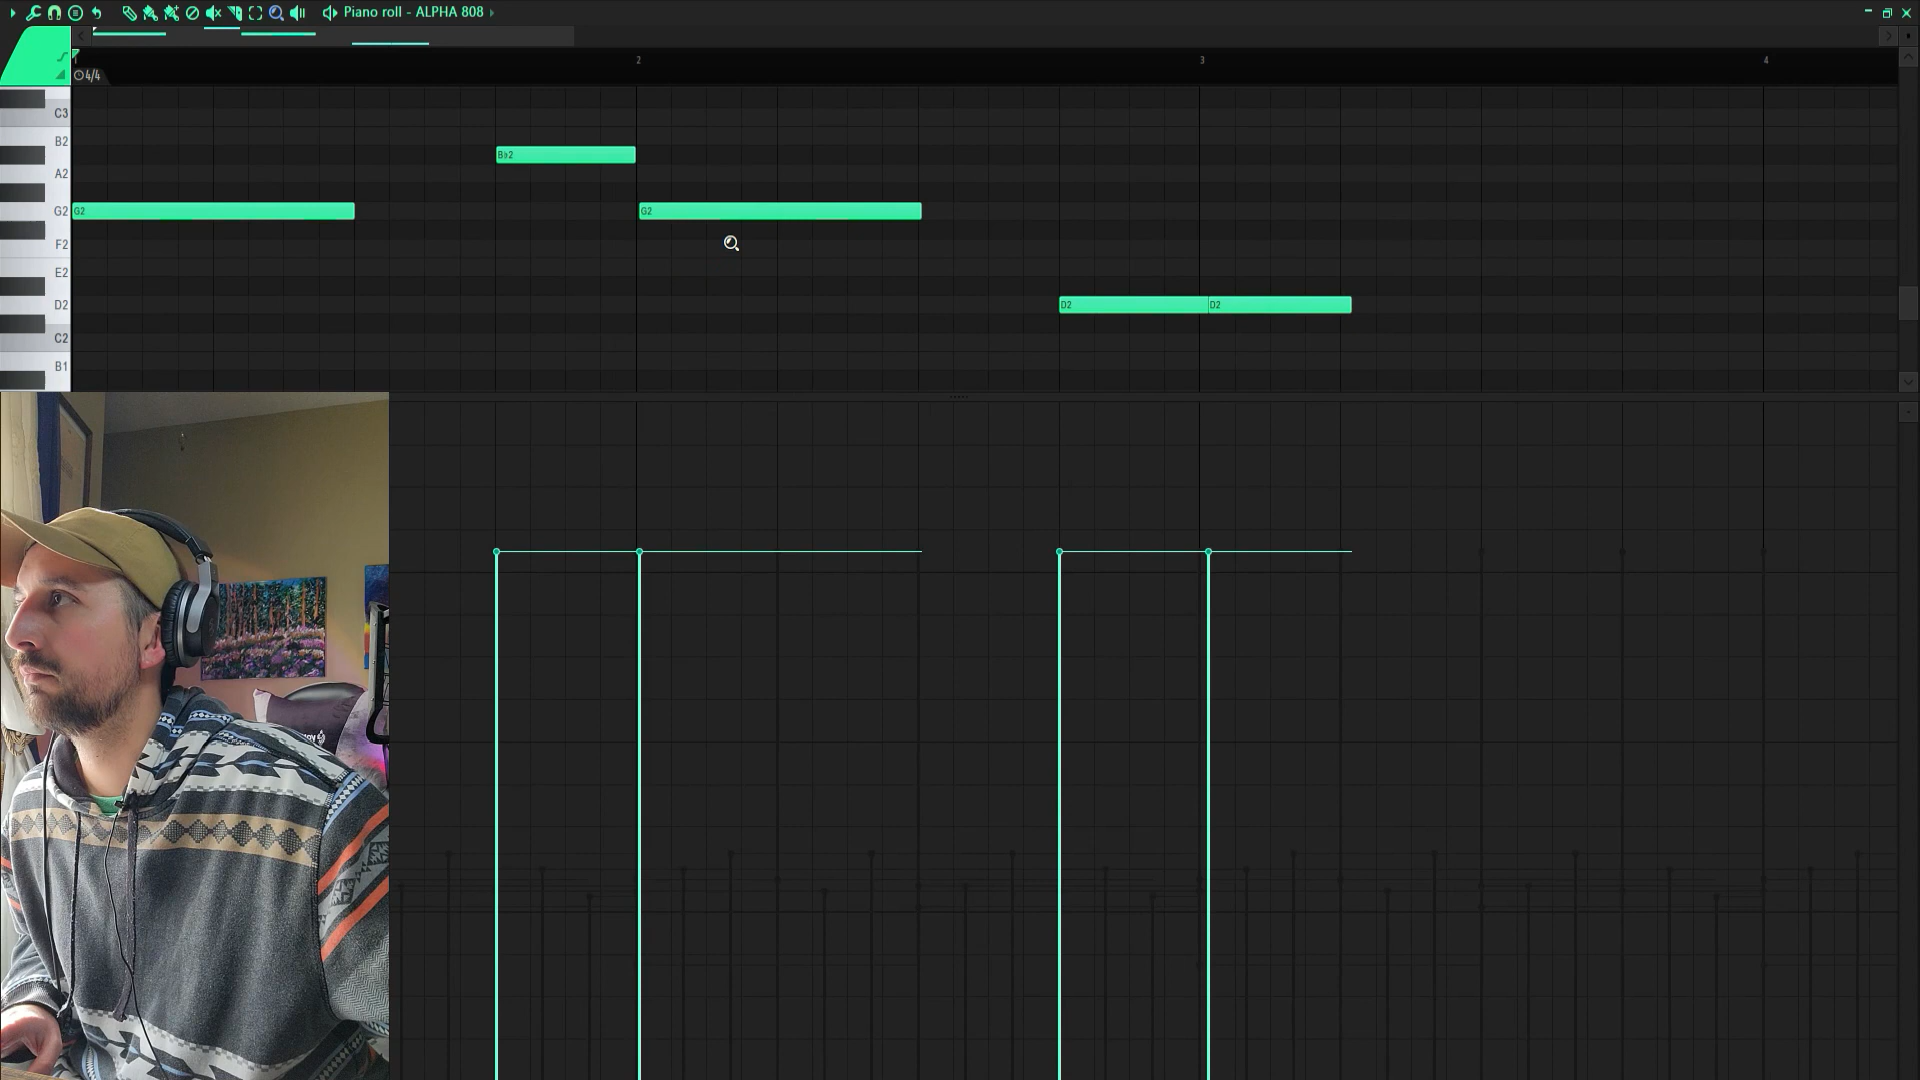 Piano roll - ALPHA 808
2
3
4
4/4
C3
B2
B♭2
A2
G2
G2
G2
F2
E2
D2
D2
D2
C2
B1